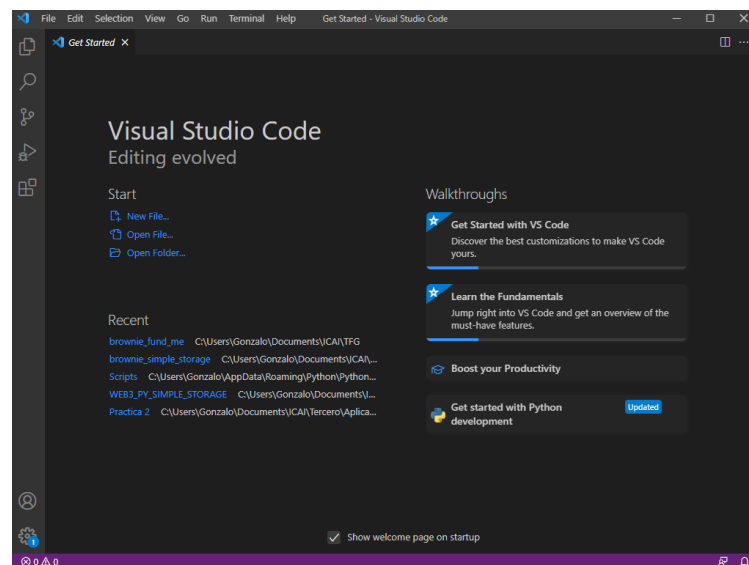 File Edit Selection View Go Run Terminal Help Get Started - Visual Studio Code
Get Started
Visual Studio Code
Editing evolved
Start
New File...
Open File...
Open Folder...
Recent
brownie_fund_me C:\Users\Gonzalo\Documents\ICAI\TFG
brownie_simple_storage C:\Users\Gonzalo\Documents\ICAI\...
Scripts C:\Users\Gonzalo\AppData\Roaming\Python\Python...
WEB3_PY_SIMPLE_STORAGE C:\Users\Gonzalo\Documents\I...
Practica 2 C:\Users\Gonzalo\Documents\ICAI\Tercero\Aplica...
Walkthroughs
Get Started with VS Code
Discover the best customizations to make VS Code
yours.
Learn the Fundamentals
Jump right into VS Code and get an overview of the
must-have features.
Boost your Productivity
Get started with Python Updated
development
Show welcome page on startup
1
0 0